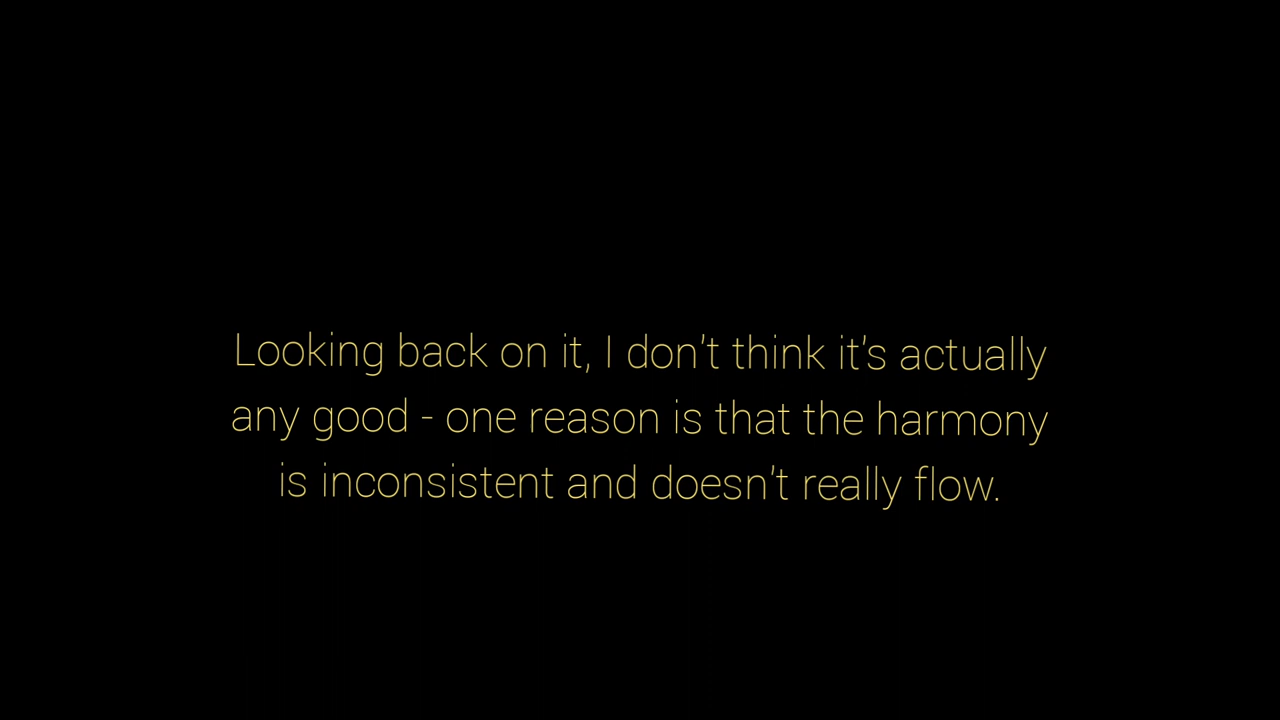 Looking back on it, I don't think it's actually
any good - one reason is that the harmony
is inconsistent and doesn't really flow.